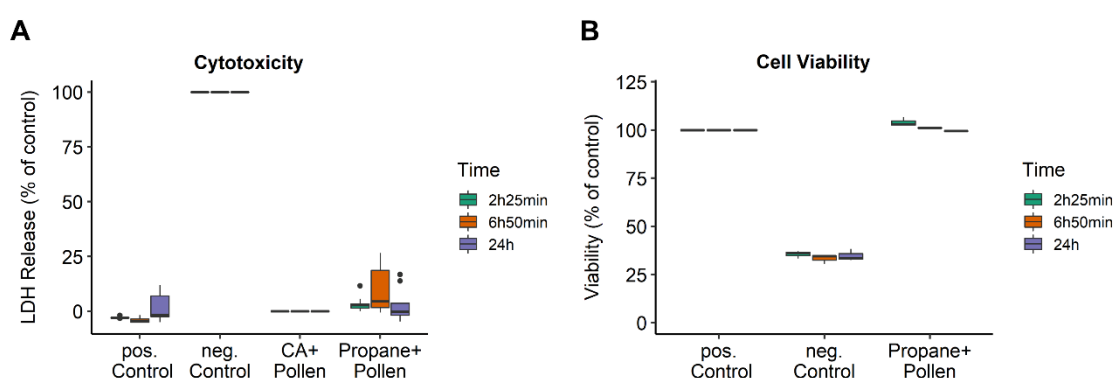 A
Cytotoxicity
LDH Release (% of control)
100
75
50
25
0
pos.
Control
neg.
Control
CA+
Pollen
Propane+
Pollen
Time
2h25min
6h50min
24h
B
Cell Viability
Viability (% of control)
125
100
75
50
25
0
pos.
Control
neg.
Control
Propane+
Pollen
Time
2h25min
6h50min
24h